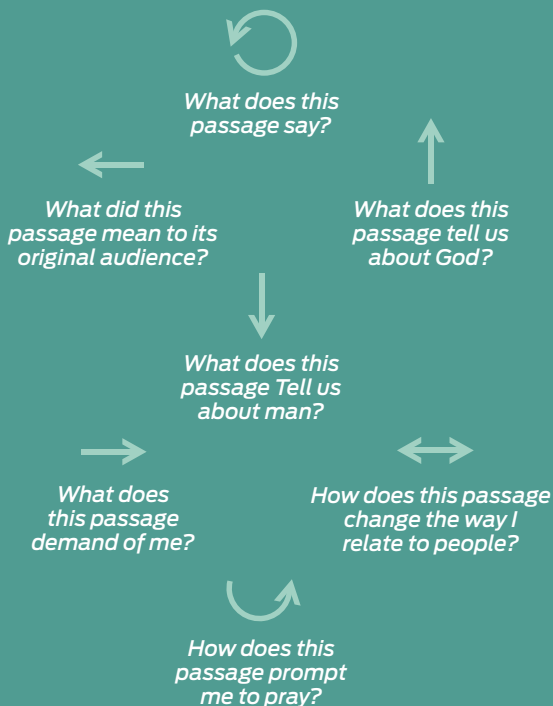 What does this
passage say?
What did this
passage mean to its
original audience?
What does this
passage tell us
about God?
What does this
passage Tell us
about man?
What does
this passage
demand of me?
How does this passage
change the way I
relate to people?
How does this
passage prompt
me to pray?